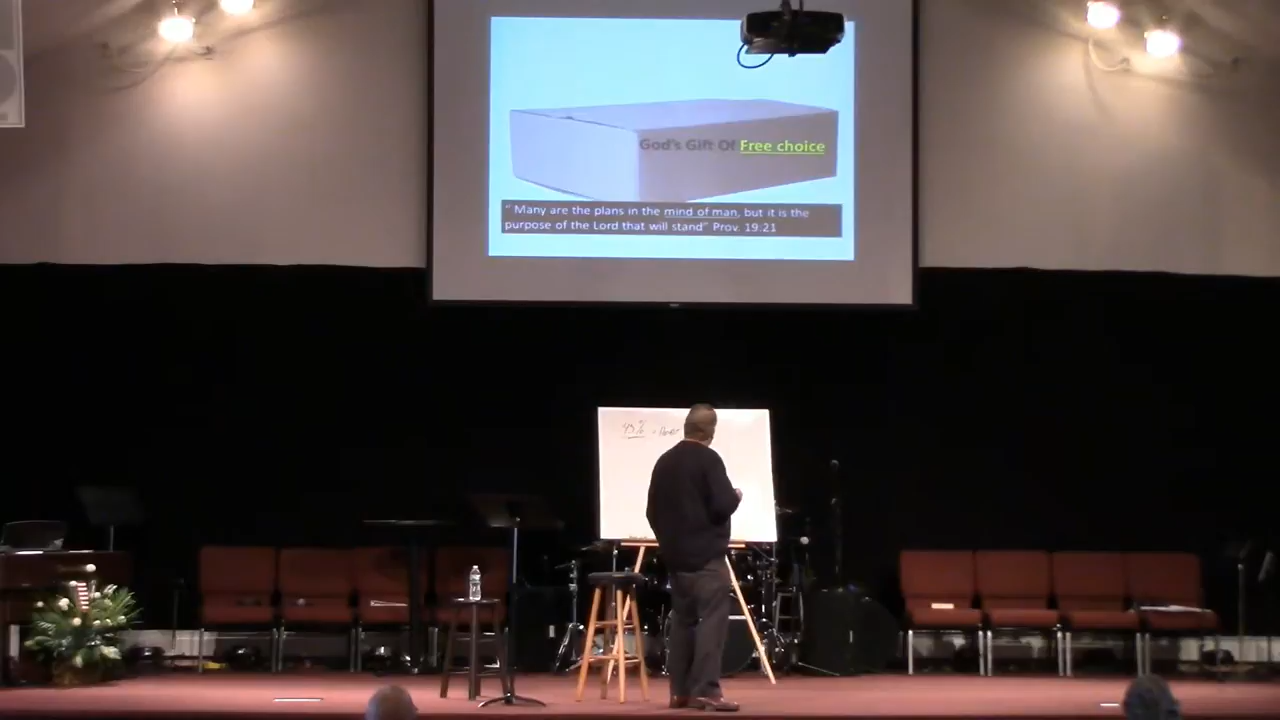 God's Gift Of Free choice
" Many are the plans in the mind of man, but it is the
purpose of the Lord that will stand" Prov. 19:21
45%